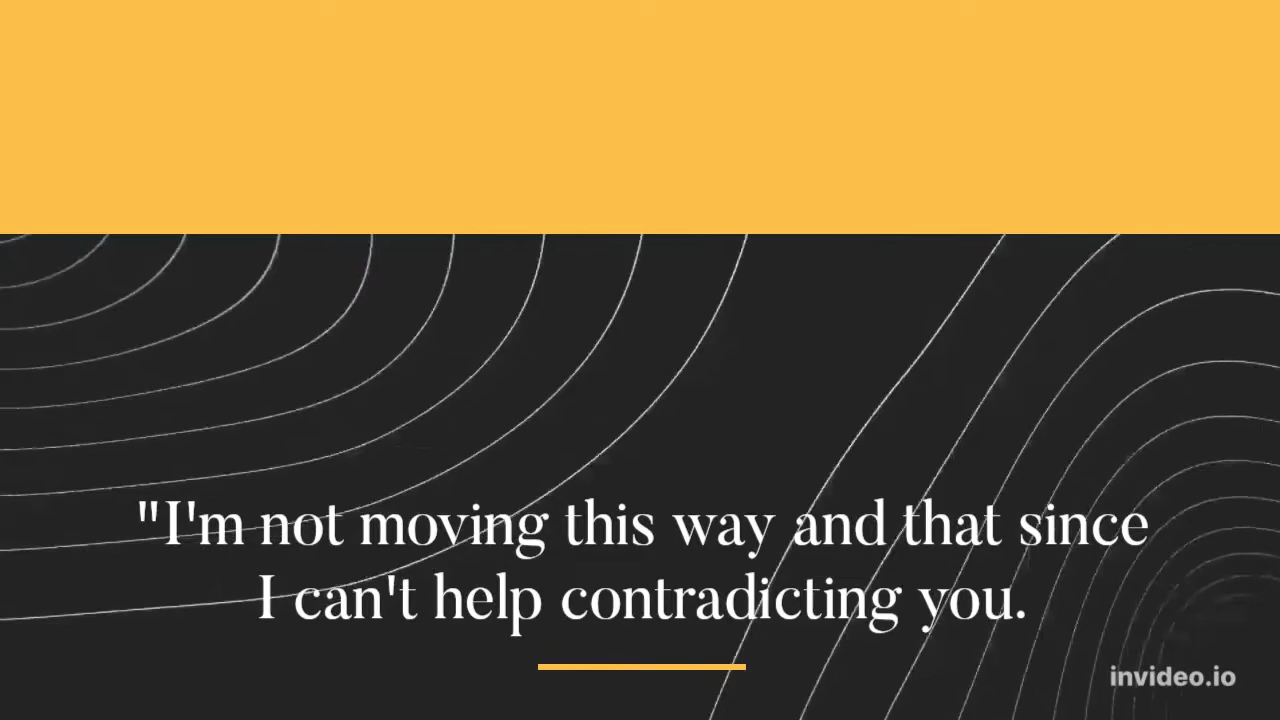 "I'm not moving this way and that since
I can't help contradicting you.
invideo.io